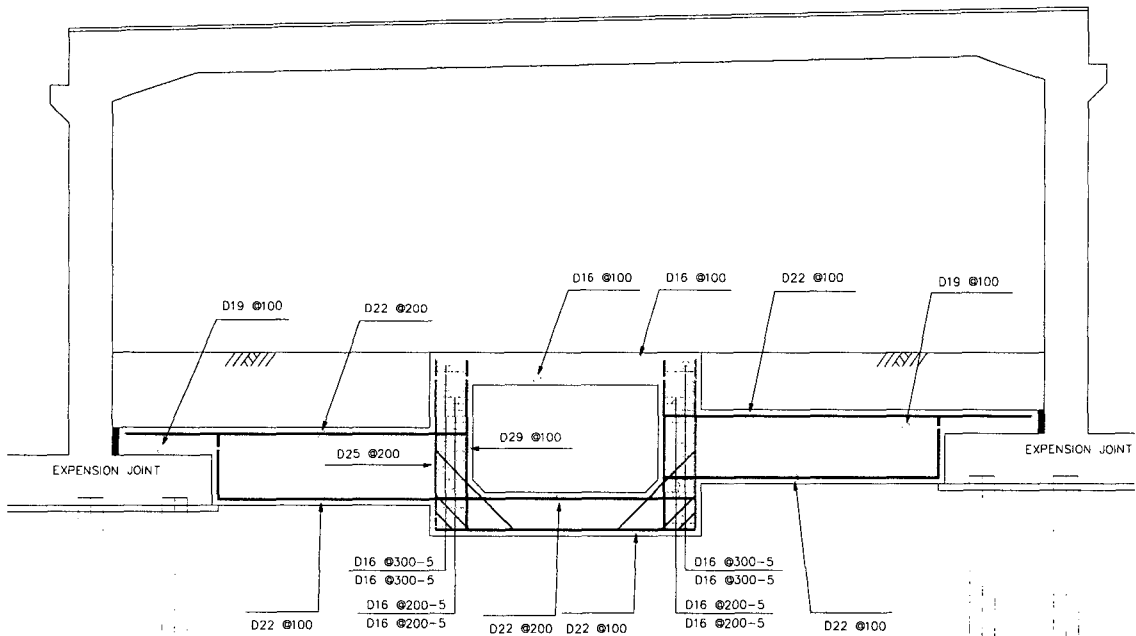 D16 @100
D16 @100
D22 @100
D19 @100
D19 @100
D22 @200
D29 @100
D25 @200
EXPENSION JOINT
EXPENSION JOINT
D16 @300-5
D16 @300-5
D16 @200-5
D16 @200-5
D16 @300-5
D16 @300-5
D16 @200-5
D16 @200-5
D22 @100
D22 @200
D22 @100
D22 @100